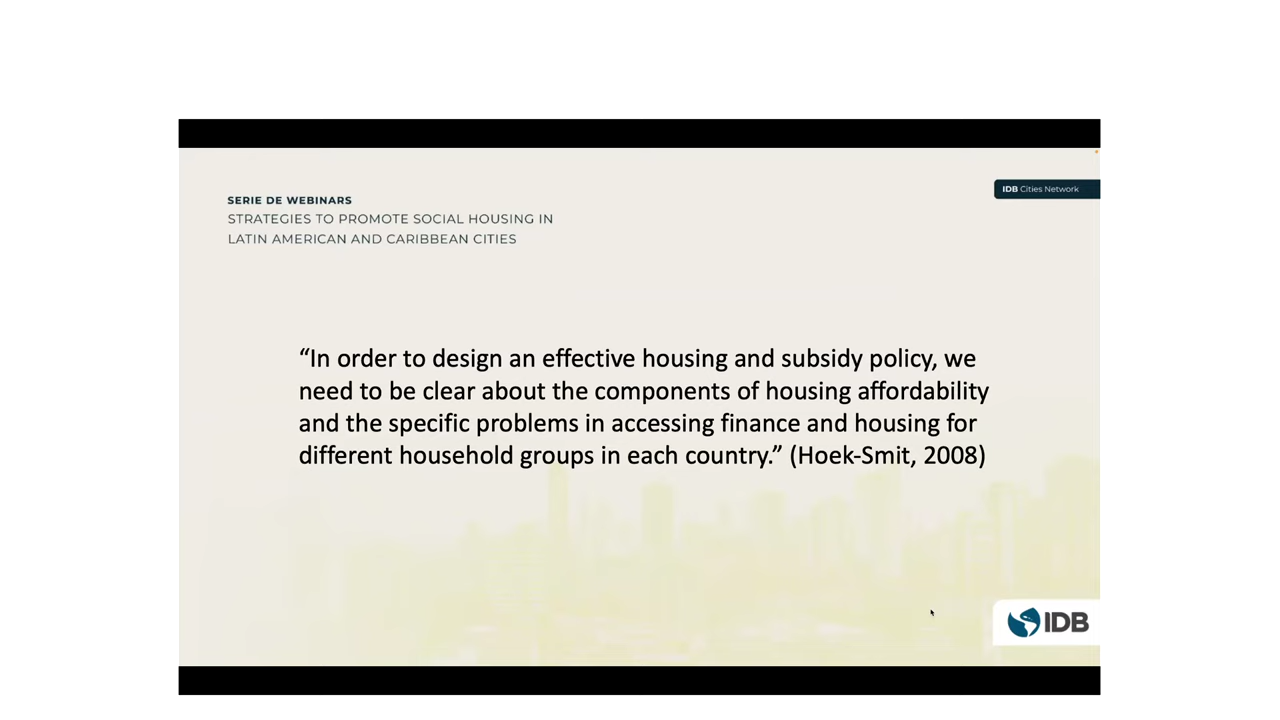 SERIE DE WEBINARS
STRATEGIES TO PROMOTE SOCIAL HOUSING IN
LATIN AMERICAN AND CARIBBEAN CITIES
IDB Cities Network
“In order to design an effective housing and subsidy policy, we
need to be clear about the components of housing affordability
and the specific problems in accessing finance and housing for
different household groups in each country.” (Hoek-Smit, 2008)
IDB